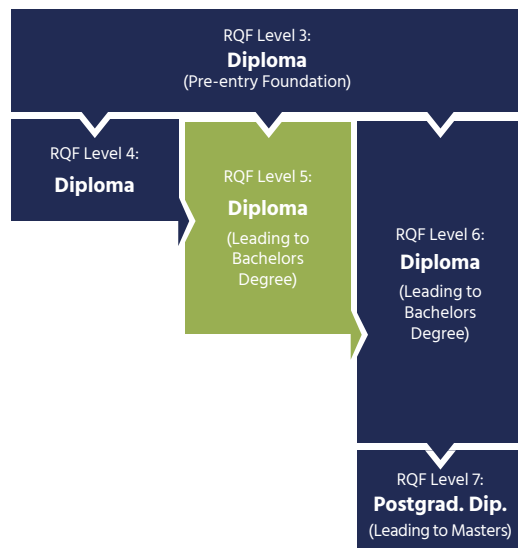 RQF Level 3:
Diploma
(Pre-entry Foundation)
RQF Level 4:
Diploma
RQF Level 5:
Diploma
(Leading to
Bachelors
Degree)
RQF Level 6:
Diploma
(Leading to
Bachelors
Degree)
RQF Level 7:
Postgrad. Dip.
(Leading to Masters)